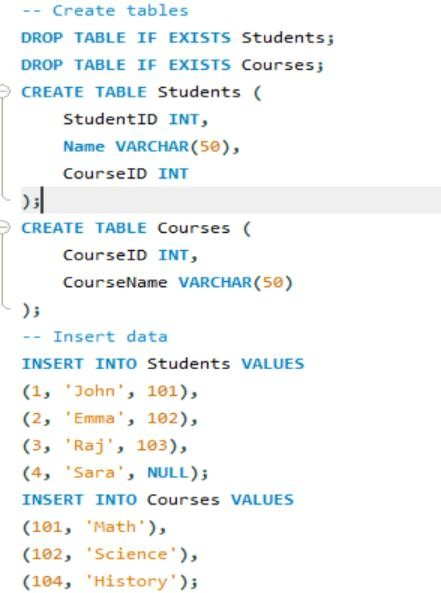 -- Create tables
DROP TABLE IF EXISTS Students;
DROP TABLE IF EXISTS Courses;
CREATE TABLE Students (
    StudentID INT,
    Name VARCHAR(50),
    CourseID INT
);
CREATE TABLE Courses (
    CourseID INT,
    CourseName VARCHAR(50)
);
-- Insert data
INSERT INTO Students VALUES
(1, 'John', 101),
(2, 'Emma', 102),
(3, 'Raj', 103),
(4, 'Sara', NULL);
INSERT INTO Courses VALUES
(101, 'Math'),
(102, 'Science'),
(104, 'History');